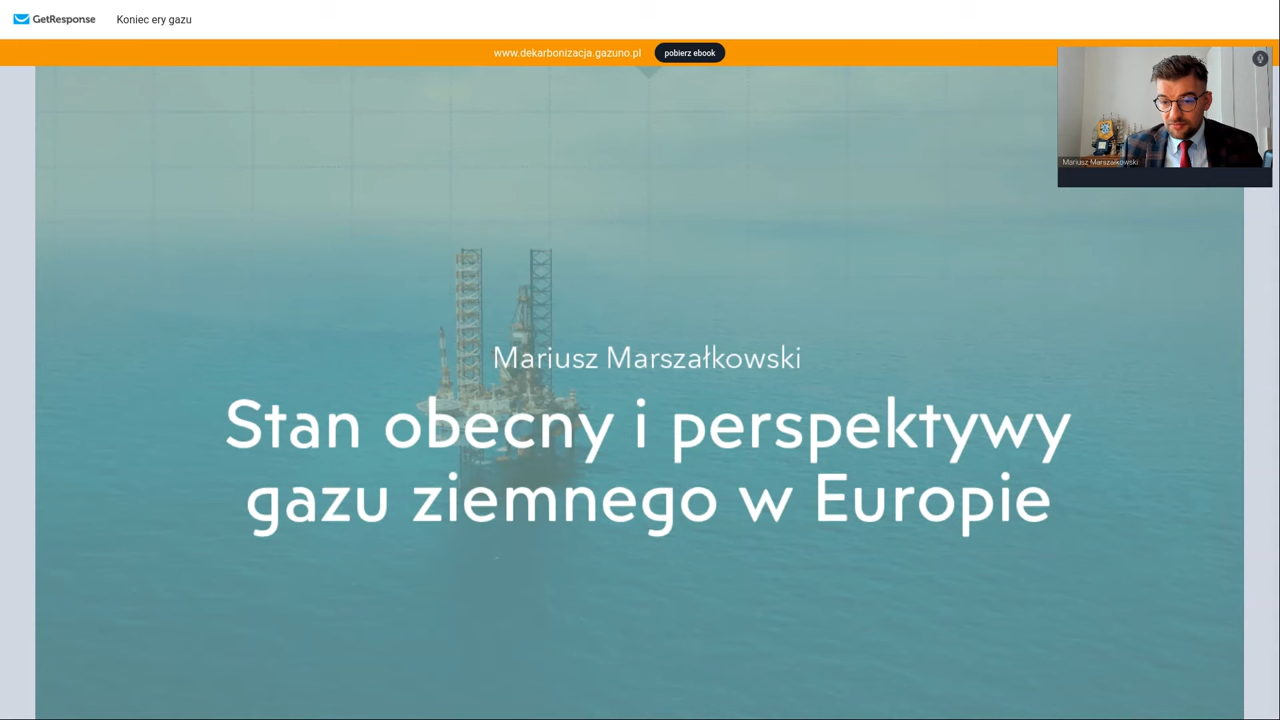 GetResponse
Koniec ery gazu
www.dekarbonizacja.gazuno.pl
pobierz ebook
Mariusz Marszałkowski
Mariusz Marszałkowski
Stan obecny i perspektywy
gazu ziemnego w Europie